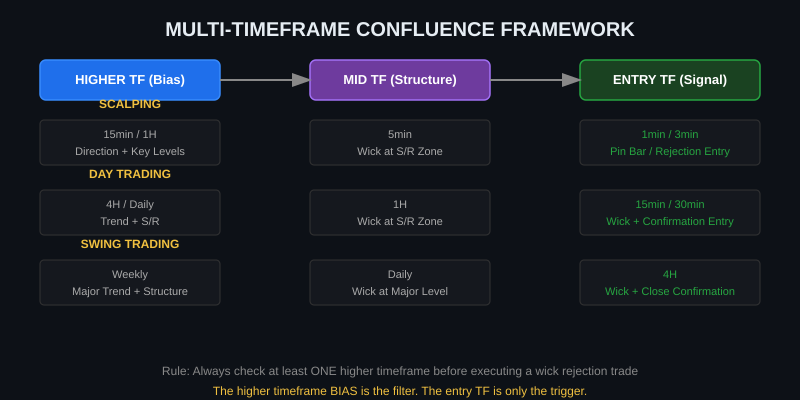 MULTI-TIMEFRAME CONFLUENCE FRAMEWORK
HIGHER TF (Bias)
MID TF (Structure)
ENTRY TF (Signal)
SCALPING
15min / 1H
Direction + Key Levels
5min
Wick at S/R Zone
1min / 3min
Pin Bar / Rejection Entry
DAY TRADING
4H / Daily
Trend + S/R
1H
Wick at S/R Zone
15min / 30min
Wick + Confirmation Entry
SWING TRADING
Weekly
Major Trend + Structure
Daily
Wick at Major Level
4H
Wick + Close Confirmation
Rule: Always check at least ONE higher timeframe before executing a wick rejection trade
The higher timeframe BIAS is the filter. The entry TF is only the trigger.